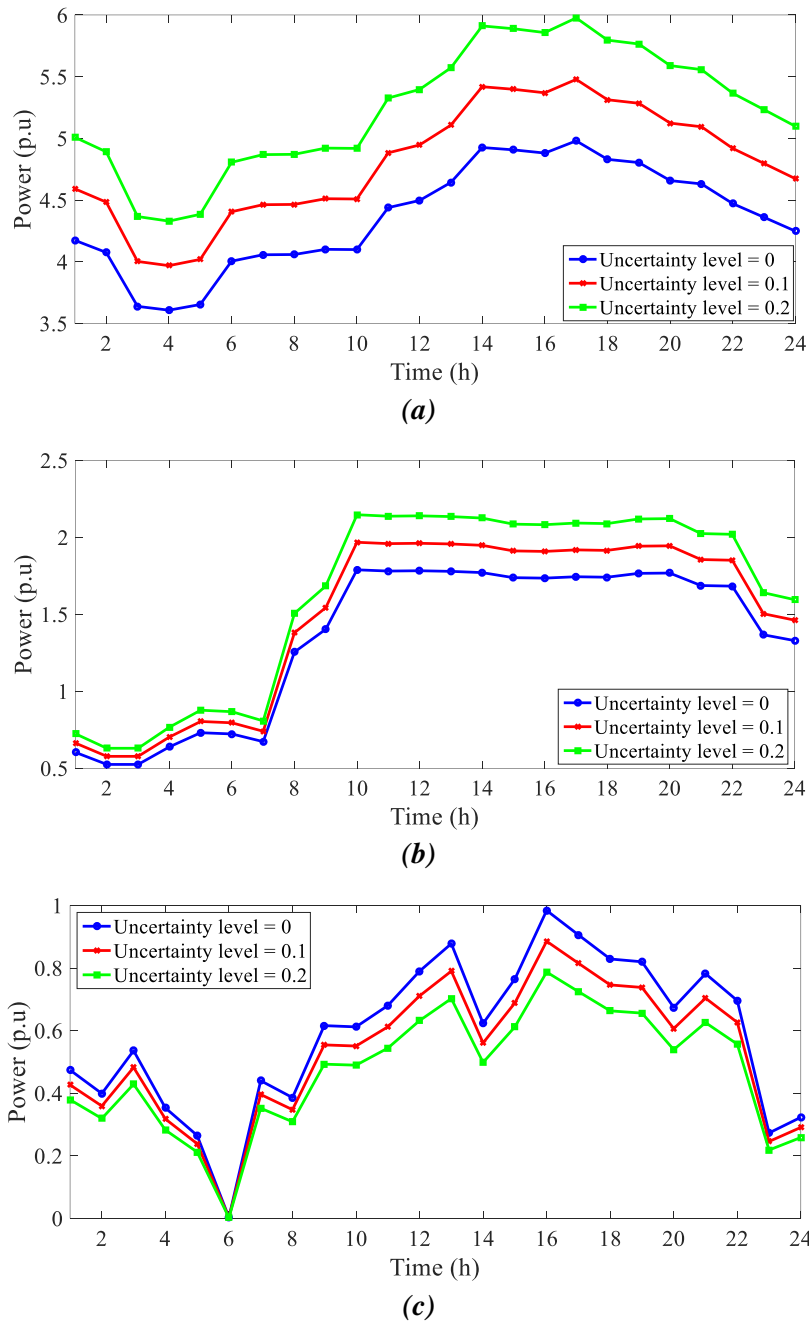 6
5.5
5
4.5
4
3.5
Power (p.u)
Uncertainty level = 0
Uncertainty level = 0.1
Uncertainty level = 0.2
2 4 6 8 10 12 14 16 18 20 22 24
Time (h)
(a)
2.5
2
1.5
1
0.5
Power (p.u)
Uncertainty level = 0
Uncertainty level = 0.1
Uncertainty level = 0.2
2 4 6 8 10 12 14 16 18 20 22 24
Time (h)
(b)
1
0.8
0.6
0.4
0.2
0
Power (p.u)
Uncertainty level = 0
Uncertainty level = 0.1
Uncertainty level = 0.2
2 4 6 8 10 12 14 16 18 20 22 24
Time (h)
(c)